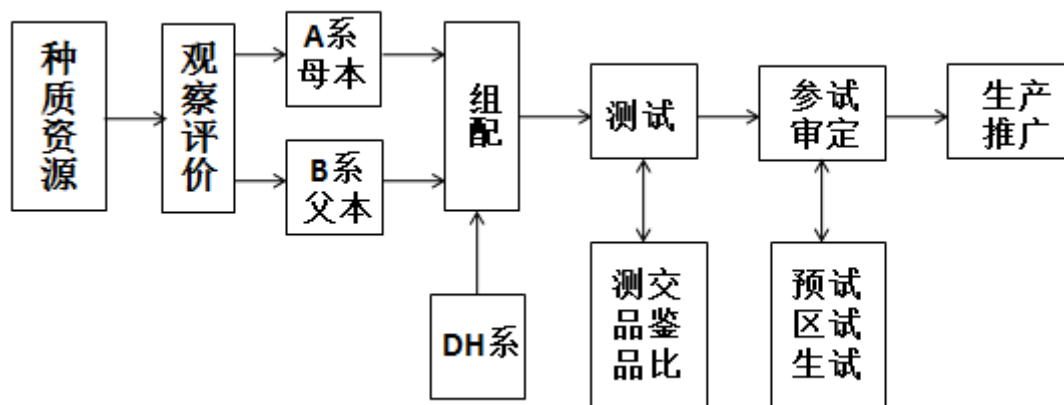 种质资源
观察评价
A系
母本
B系
父本
组配
DH系
测试
测交
品鉴
品比
参试
审定
预试
区试
生试
生产
推广